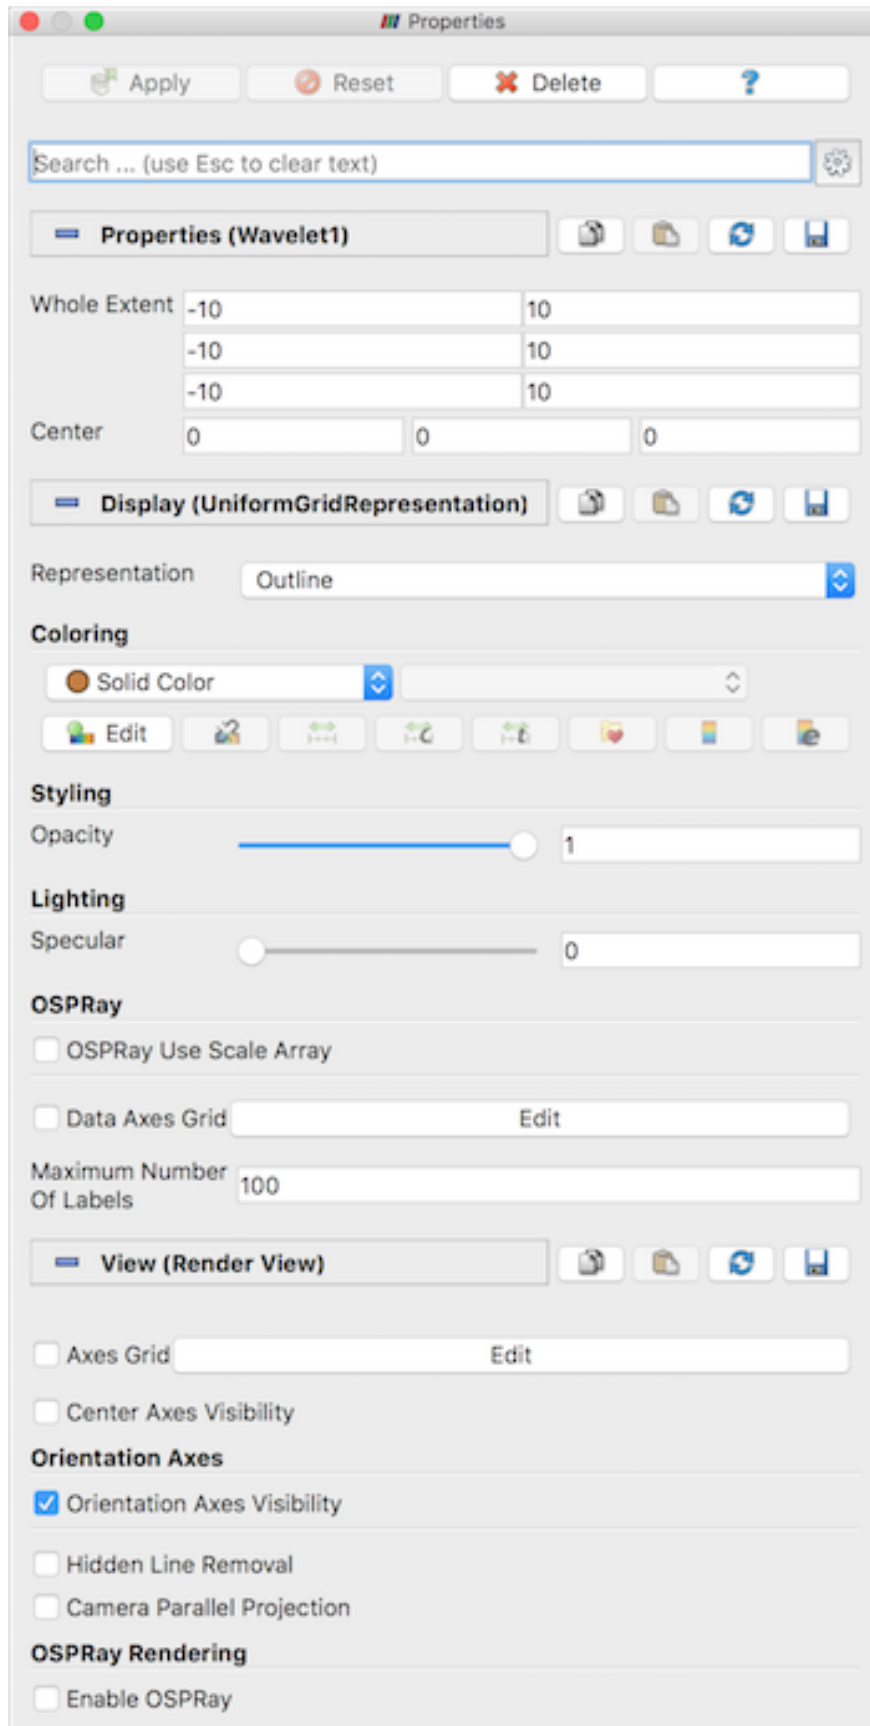 Properties
Apply Reset Delete ?
Search ... (use Esc to clear text)
Properties (Wavelet1)
Whole Extent -10 10
-10 10
-10 10
Center 0 0 0
Display (UniformGridRepresentation)
Representation Outline
Coloring
Solid Color
Edit
Styling
Opacity 1
Lighting
Specular 0
OSPRay
OSPRay Use Scale Array
Data Axes Grid Edit
Maximum Number
Of Labels 100
View (Render View)
Axes Grid Edit
Center Axes Visibility
Orientation Axes
Orientation Axes Visibility
Hidden Line Removal
Camera Parallel Projection
OSPRay Rendering
Enable OSPRay